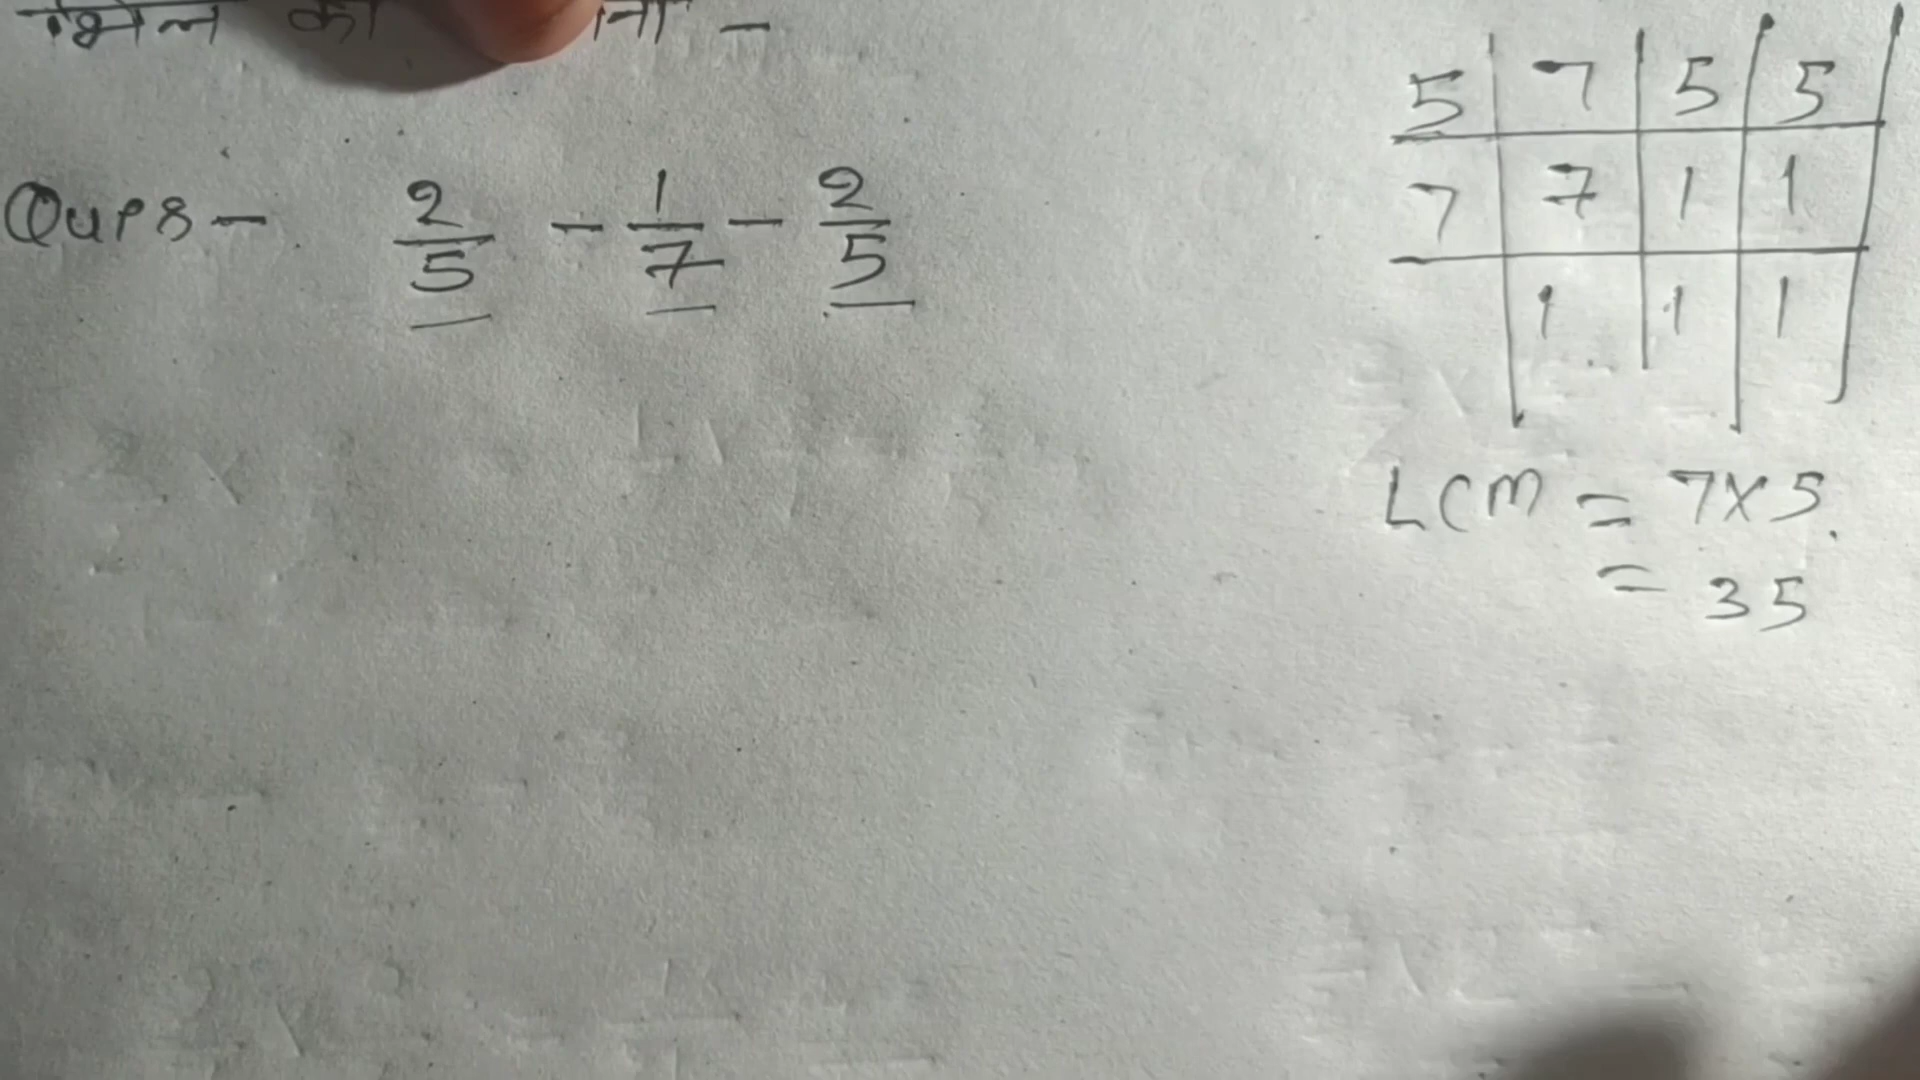 भिन्न का
Ques - 2/5 - 1/7 - 2/5
5 | 7 | 5 | 5
7 | 7 | 1 | 1
1 | 1 | 1
LCM = 7×5
= 35